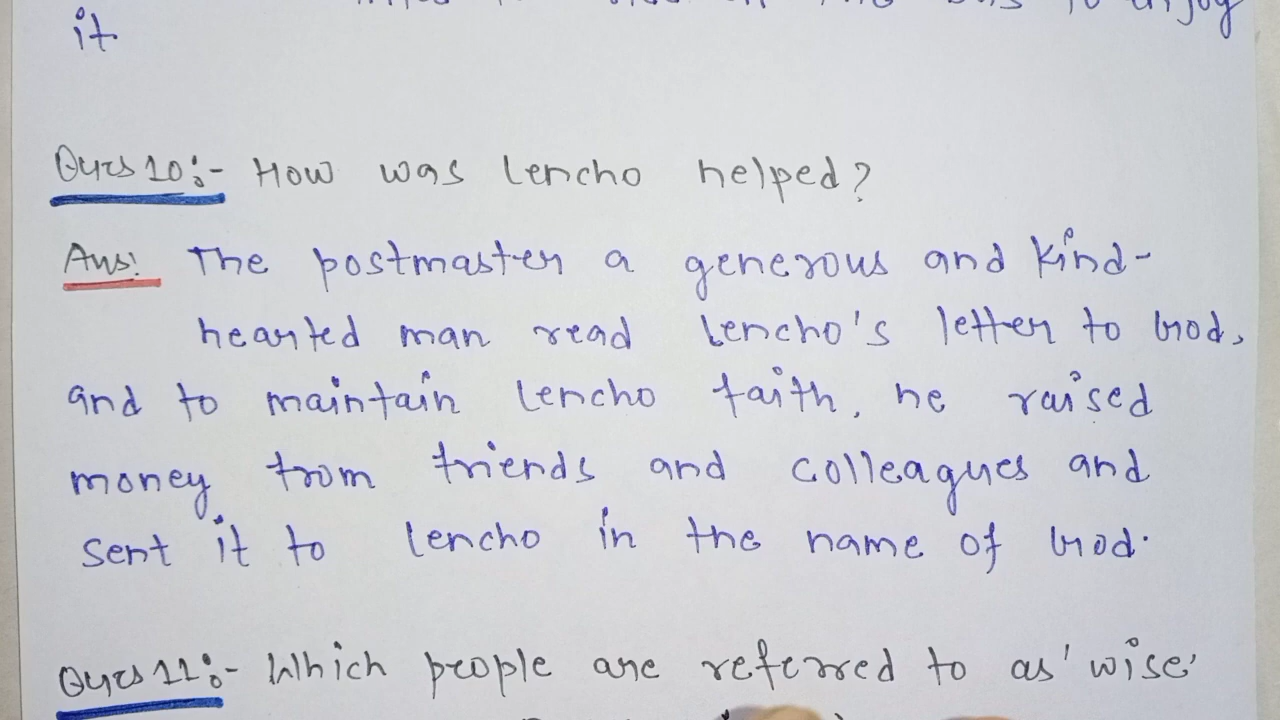 to enjoy
it
Ques 10:- How was Lencho helped?
Ans: The postmaster a generous and kind-
hearted man read Lencho's letter to God,
and to maintain Lencho faith, he raised
money from friends and colleagues and
sent it to Lencho in the name of God.
Ques 11:- Which people are referred to as 'wise'